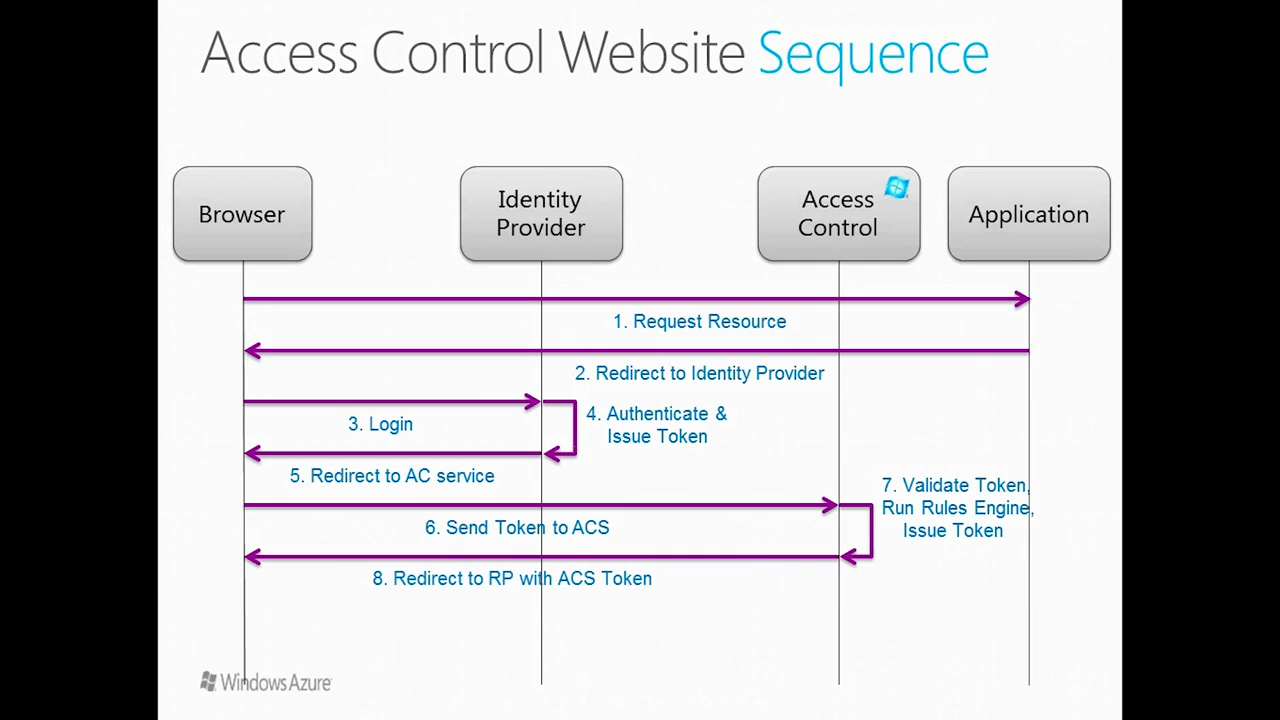 Access Control Website Sequence
Browser
Identity
Provider
Access
Control
Application
1. Request Resource
2. Redirect to Identity Provider
3. Login
4. Authenticate &
Issue Token
5. Redirect to AC service
6. Send Token to ACS
7. Validate Token,
Run Rules Engine,
Issue Token
8. Redirect to RP with ACS Token
Windows Azure